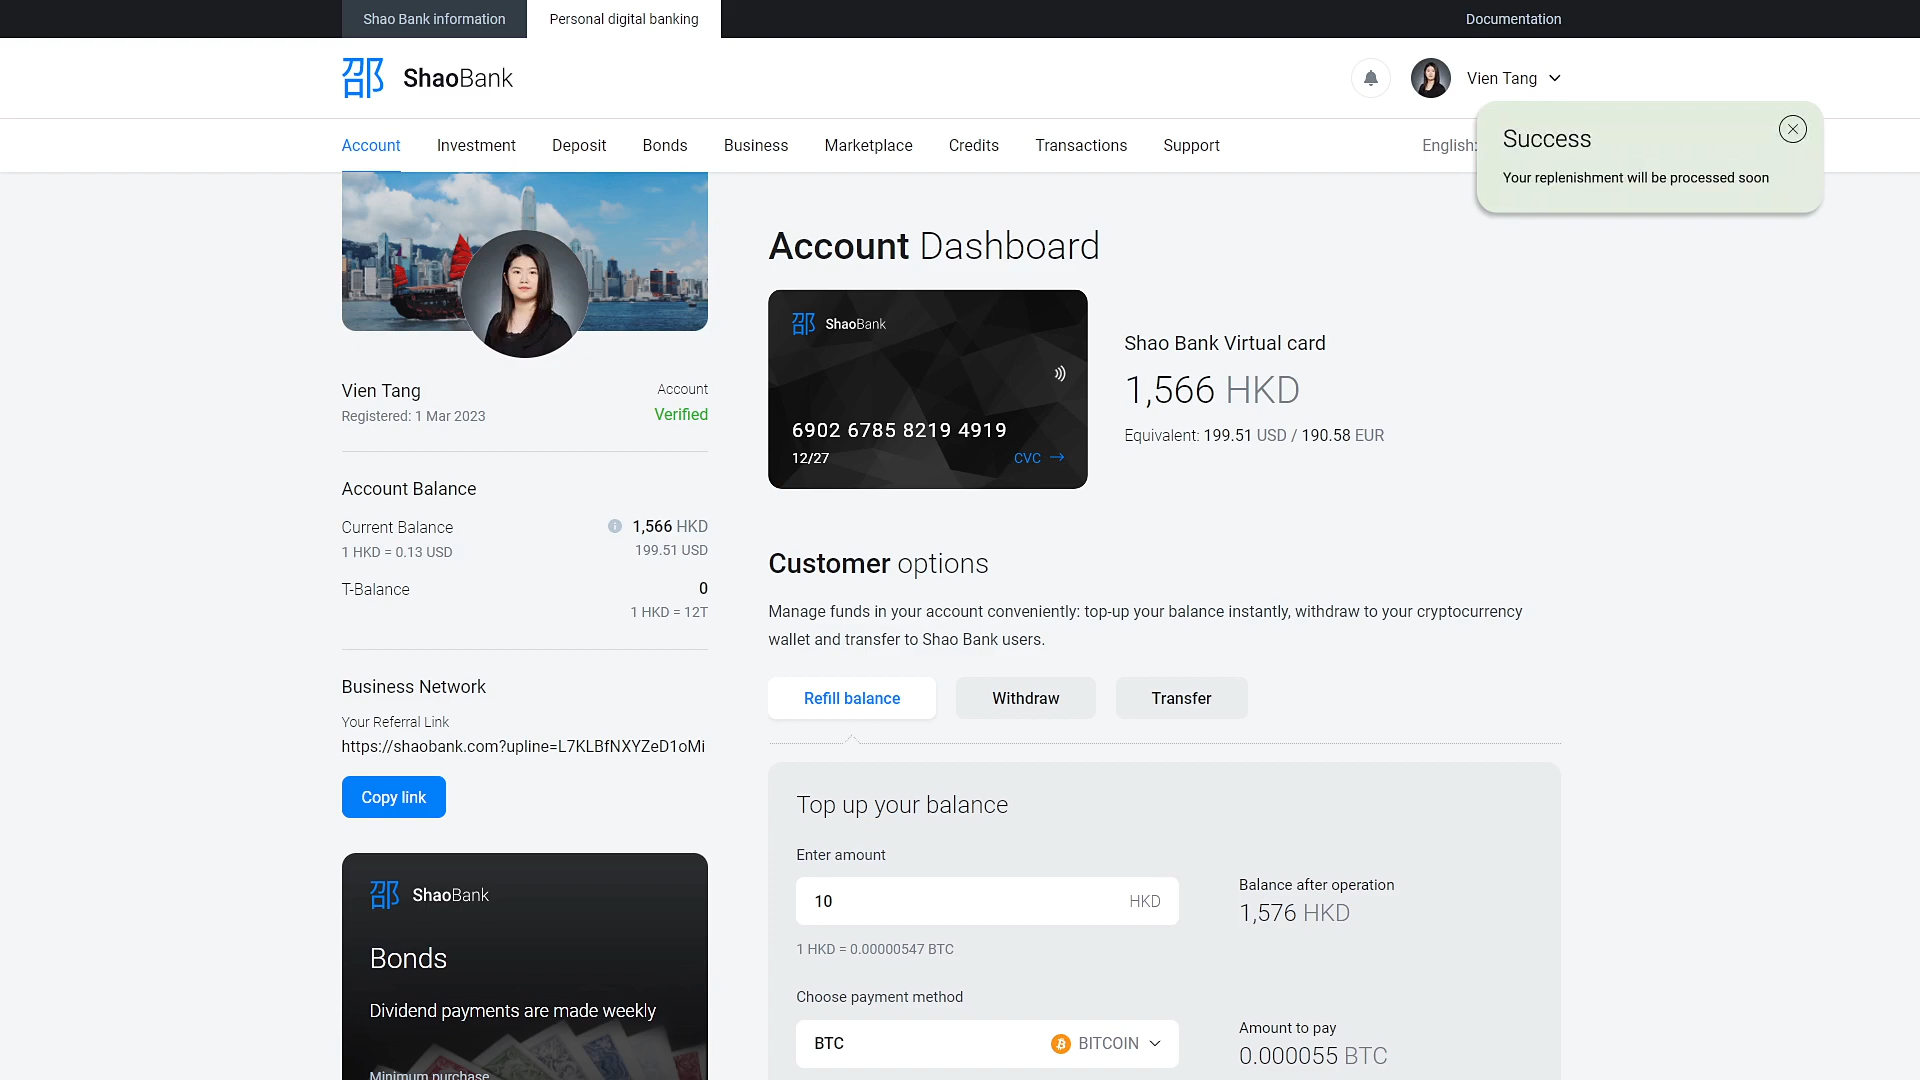 Shao Bank information
Personal digital banking
Documentation
邵 ShaoBank
Vien Tang
Account
Investment
Deposit
Bonds
Business
Marketplace
Credits
Transactions
Support
English:
Success
Your replenishment will be processed soon
Vien Tang
Registered: 1 Mar 2023
Account
Verified
Account Balance
Current Balance
1,566 HKD
1 HKD = 0.13 USD
199.51 USD
T-Balance
0
1 HKD = 12T
Business Network
Your Referral Link
https://shaobank.com?upline=L7KLBfNXYZeD1oMi
Copy link
邵 ShaoBank
Bonds
Dividend payments are made weekly
Minimum purchase
Account Dashboard
邵 ShaoBank
6902 6785 8219 4919
12/27
CVC
Shao Bank Virtual card
1,566 HKD
Equivalent: 199.51 USD / 190.58 EUR
Customer options
Manage funds in your account conveniently: top-up your balance instantly, withdraw to your cryptocurrency
wallet and transfer to Shao Bank users.
Refill balance
Withdraw
Transfer
Top up your balance
Enter amount
10 HKD
1 HKD = 0.00000547 BTC
Balance after operation
1,576 HKD
Choose payment method
BTC
BITCOIN
Amount to pay
0.000055 BTC